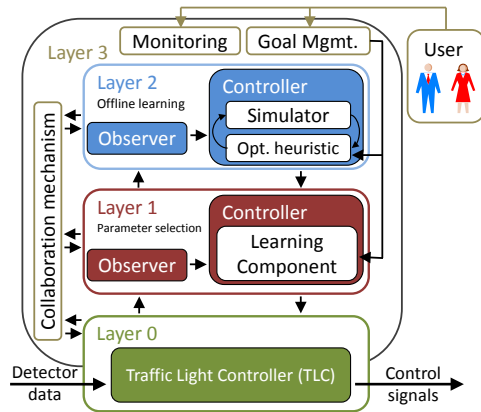 Monitoring
Goal Mgmt.
User
Layer 3
Layer 2
Offline learning
Observer
Controller
Simulator
Opt. heuristic
Collaboration mechanism
Layer 1
Parameter selection
Observer
Controller
Learning
Component
Layer 0
Traffic Light Controller (TLC)
Detector
data
Control
signals